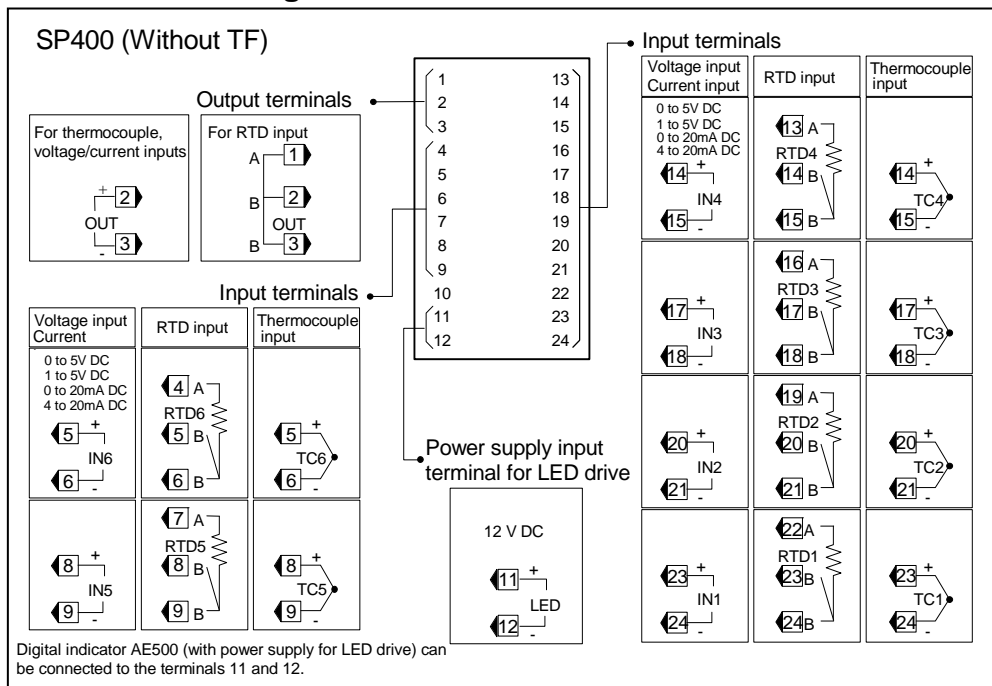 SP400 (Without TF)
Output terminals
For thermocouple,
voltage/current inputs
+ 2
OUT
- 3
For RTD input
A 1
B 2
OUT
B 3
1 13
2 14
3 15
4 16
5 17
6 18
7 19
8 20
9 21
10 22
11 23
12 24
Input terminals
Voltage input
Current
RTD input
Thermocouple
input
0 to 5V DC
1 to 5V DC
0 to 20mA DC
4 to 20mA DC
5 +
IN6
6 -
4 A
RTD6
5 B
6 B
5 +
TC6
6 -
8 +
IN5
9 -
7 A
RTD5
8 B
9 B
8 +
TC5
9 -
Power supply input
terminal for LED drive
12 V DC
11 +
LED
12 -
Input terminals
Voltage input
Current input
RTD input
Thermocouple
input
0 to 5V DC
1 to 5V DC
0 to 20mA DC
4 to 20mA DC
14 +
IN4
15 -
13 A
RTD4
14 B
15 B
14 +
TC4
15 -
17 +
IN3
18 -
16 A
RTD3
17 B
18 B
17 +
TC3
18 -
20 +
IN2
21 -
19 A
RTD2
20 B
21 B
20 +
TC2
21 -
23 +
IN1
24 -
22 A
RTD1
23 B
24 B
23 +
TC1
24 -
Digital indicator AE500 (with power supply for LED drive) can
be connected to the terminals 11 and 12.